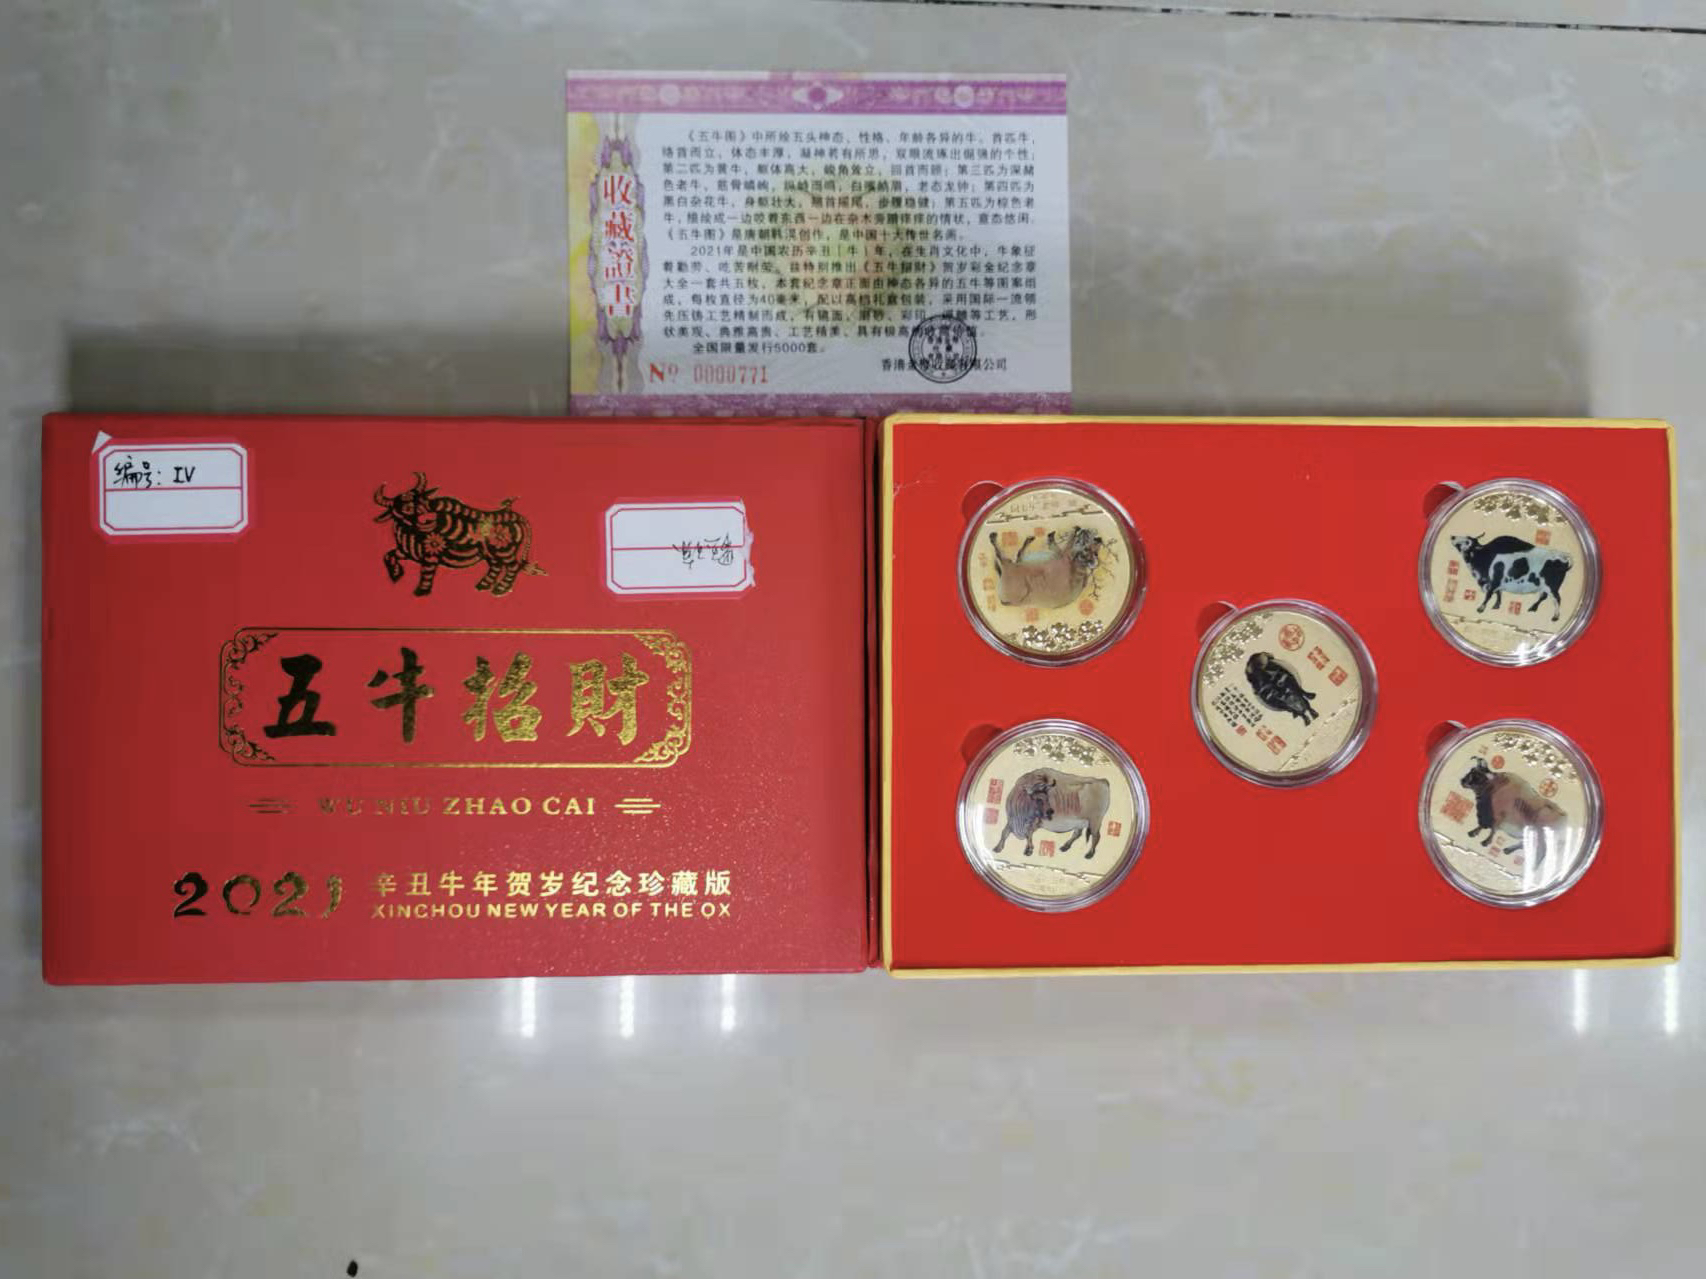 收藏證書
《五牛图》中所绘五头神态、性格、年龄各异的牛。首匹牛,
络首而立,体态丰厚,凝神若有所思,双眼流琢出倔强的个性;
第二匹为黄牛,躯体高大,峻角耸立,回首而顾;第三匹为深赭
色老牛,筋骨嶙峋,纵峙而鸣,白嘴皓眉,老态龙钟;第四匹为
黑白杂花牛,身躯壮大,翘首摇尾,步履稳健;第五匹为棕色老
牛,描绘成一边咬着东西一边在杂木旁蹭痒痒的情状,意态悠闲.
《五牛图》是唐朝韩滉创作,是中国十大传世名画。
2021年是中国农历辛丑(牛)年,在生肖文化中,牛象征
着勤劳、吃苦耐劳。兹特别推出《五牛招财》贺岁彩金纪念章
大全一套共五枚,本套纪念章正面由神态各异的五牛等图案组
成,每枚直径为40毫米,配以高档礼盒包装,采用国际一流领
先压铸工艺精制而成,有镜面、磨砂、彩印、浮雕等工艺,形
状美观、典雅高贵、工艺精美、具有极高的收藏价值。
全国限量发行5000套。
№ 0000771
编号:IV
五牛招財
WU NIU ZHAO CAI
2021 辛丑牛年贺岁纪念珍藏版
XINCHOU NEW YEAR OF THE OX